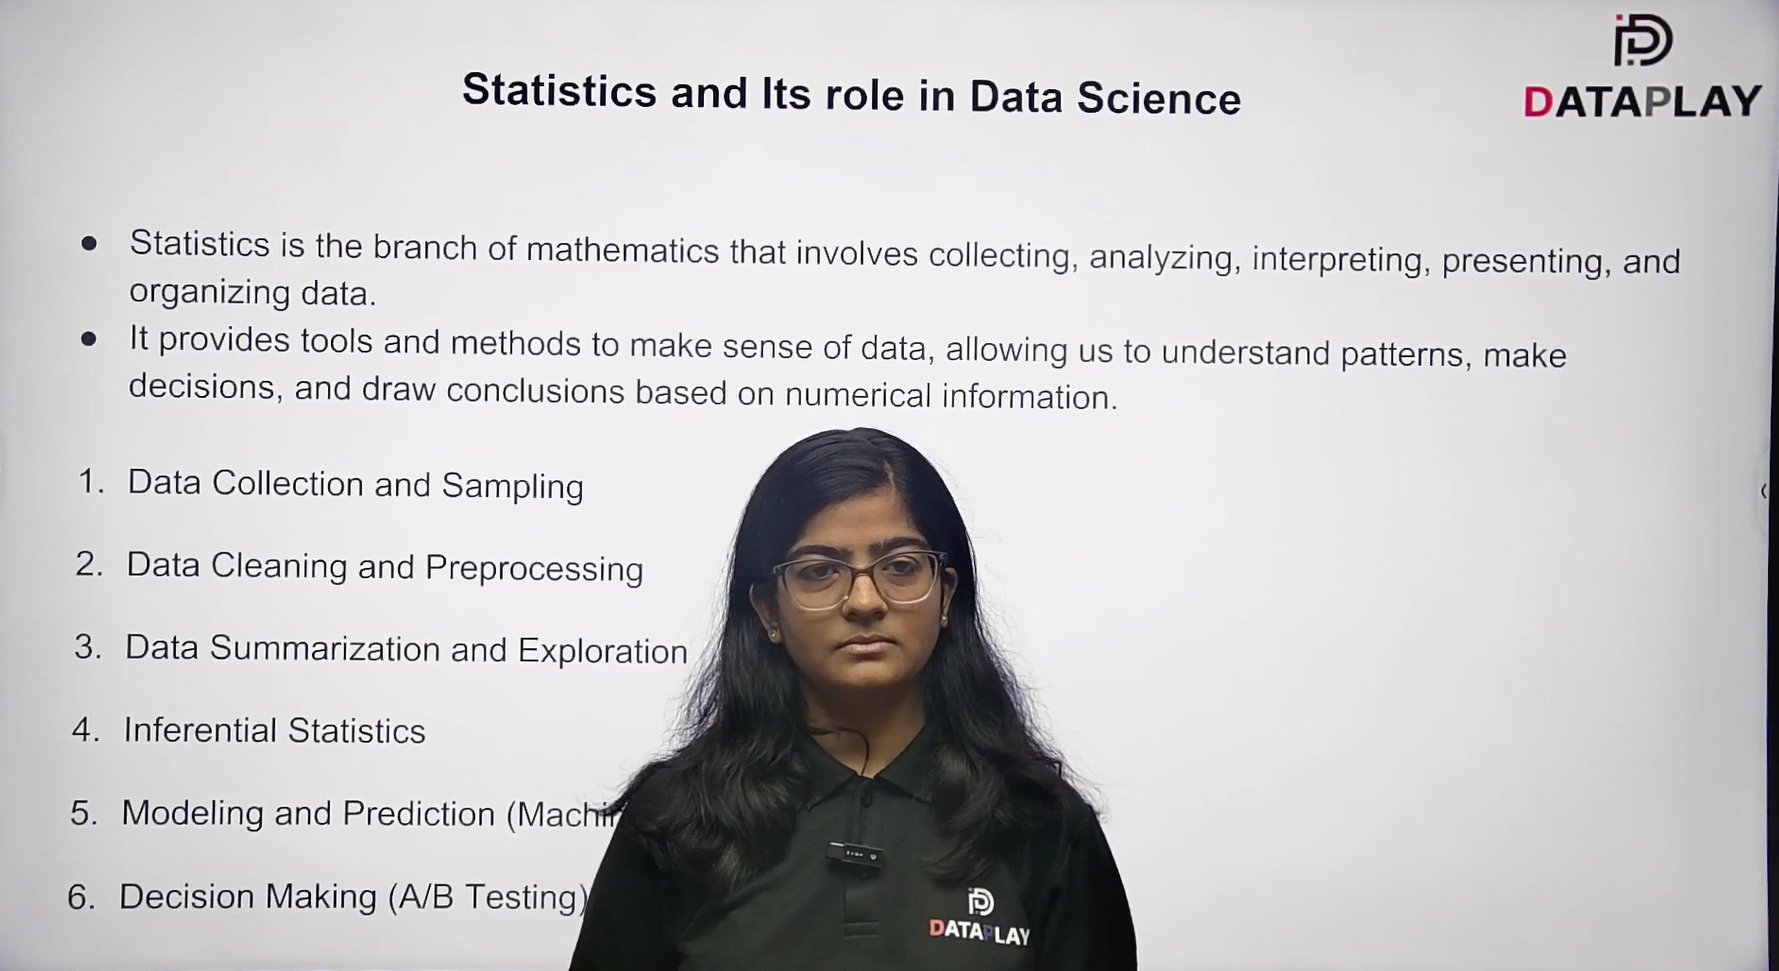 Statistics and Its role in Data Science
DATAPLAY
● Statistics is the branch of mathematics that involves collecting, analyzing, interpreting, presenting, and
organizing data.
● It provides tools and methods to make sense of data, allowing us to understand patterns, make
decisions, and draw conclusions based on numerical information.
1. Data Collection and Sampling
2. Data Cleaning and Preprocessing
3. Data Summarization and Exploration
4. Inferential Statistics
5. Modeling and Prediction
6. Decision Making (A/B Testing)
DATAPLAY